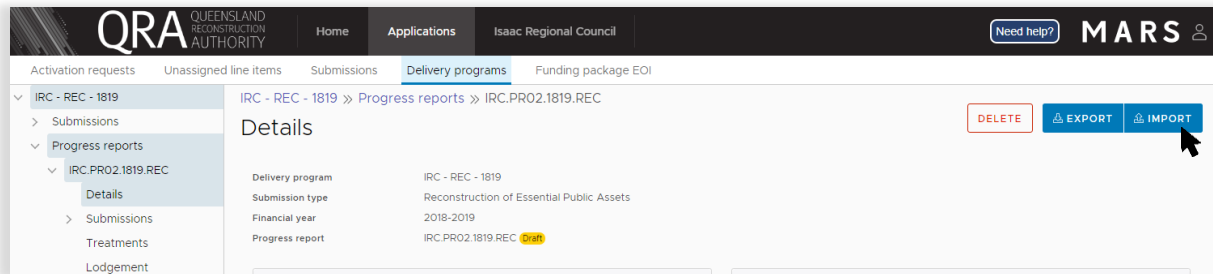 QRA QUEENSLAND
RECONSTRUCTION
AUTHORITY
Home Applications Isaac Regional Council Need help? MARS
Activation requests Unassigned line items Submissions Delivery programs Funding package EOI
IRC - REC - 1819
Submissions
Progress reports
IRC.PR02.1819.REC
Details
Submissions
Treatments
Lodgement
IRC - REC - 1819 » Progress reports » IRC.PR02.1819.REC
Details
DELETE EXPORT IMPORT
Delivery program IRC - REC - 1819
Submission type Reconstruction of Essential Public Assets
Financial year 2018-2019
Progress report IRC.PR02.1819.REC Draft